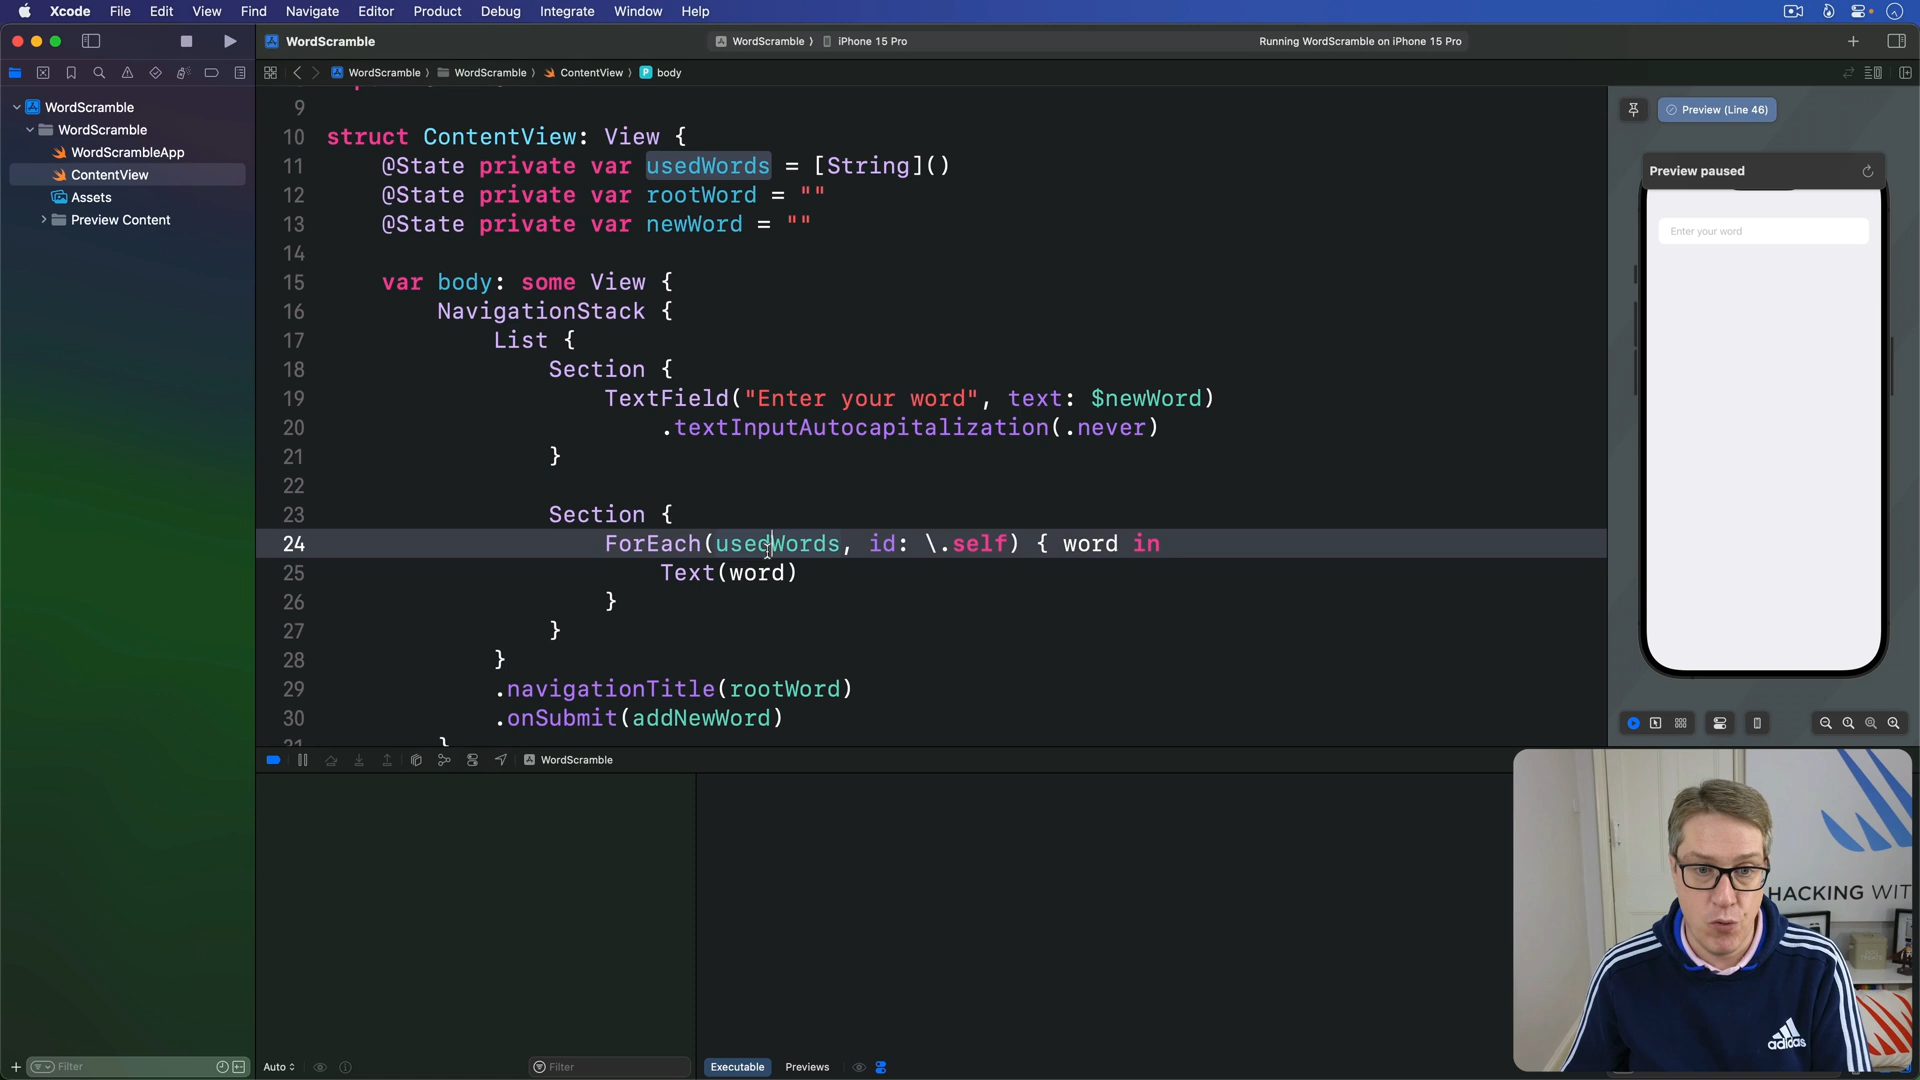 Xcode File Edit View Find Navigate Editor Product Debug Integrate Window Help
WordScramble
WordScramble ⟩ iPhone 15 Pro
Running WordScramble on iPhone 15 Pro
WordScramble ⟩ WordScramble ⟩ ContentView ⟩ P body
WordScramble
WordScramble
WordScrambleApp
ContentView
Assets
Preview Content
9
10 struct ContentView: View {
11 @State private var usedWords = [String]()
12 @State private var rootWord = ""
13 @State private var newWord = ""
14
15 var body: some View {
16 NavigationStack {
17 List {
18 Section {
19 TextField("Enter your word", text: $newWord)
20 .textInputAutocapitalization(.never)
21 }
22
23 Section {
24 ForEach(usedWords, id: \.self) { word in
25 Text(word)
26 }
27 }
28 }
29 .navigationTitle(rootWord)
30 .onSubmit(addNewWord)
31 }
Preview (Line 46)
Preview paused
Enter your word
WordScramble
HACKING WIT
adidas
Filter
Auto
Filter
Executable Previews